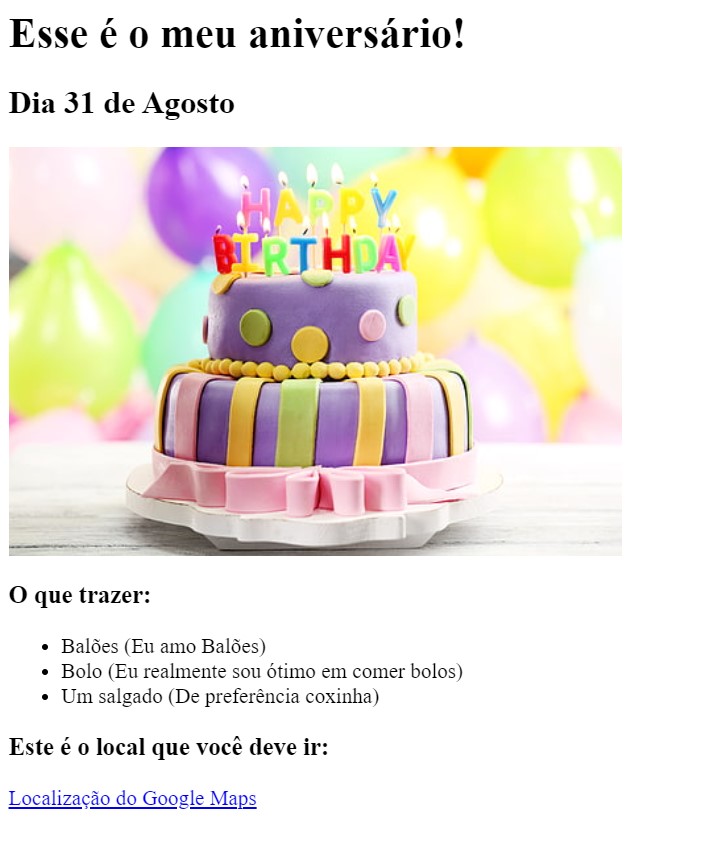 Esse é o meu aniversário!
Dia 31 de Agosto
HAPPY
BIRTHDAY
O que trazer:
Balões (Eu amo Balões)
Bolo (Eu realmente sou ótimo em comer bolos)
Um salgado (De preferência coxinha)
Este é o local que você deve ir:
Localização do Google Maps